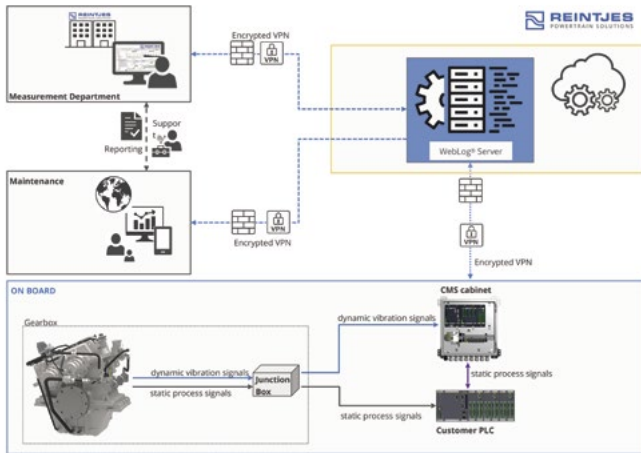 REINTJES
POWERTRAIN SOLUTIONS
REINTJES
Encrypted VPN
VPN
Measurement Department
WebLog® Server
Reporting
Suppor
t
Maintenance
VPN
Encrypted VPN
VPN
Encrypted VPN
ON BOARD
CMS cabinet
Gearbox
dynamic vibration signals
dynamic vibration signals
Junction
Box
static process signals
static process signals
static process signals
Customer PLC